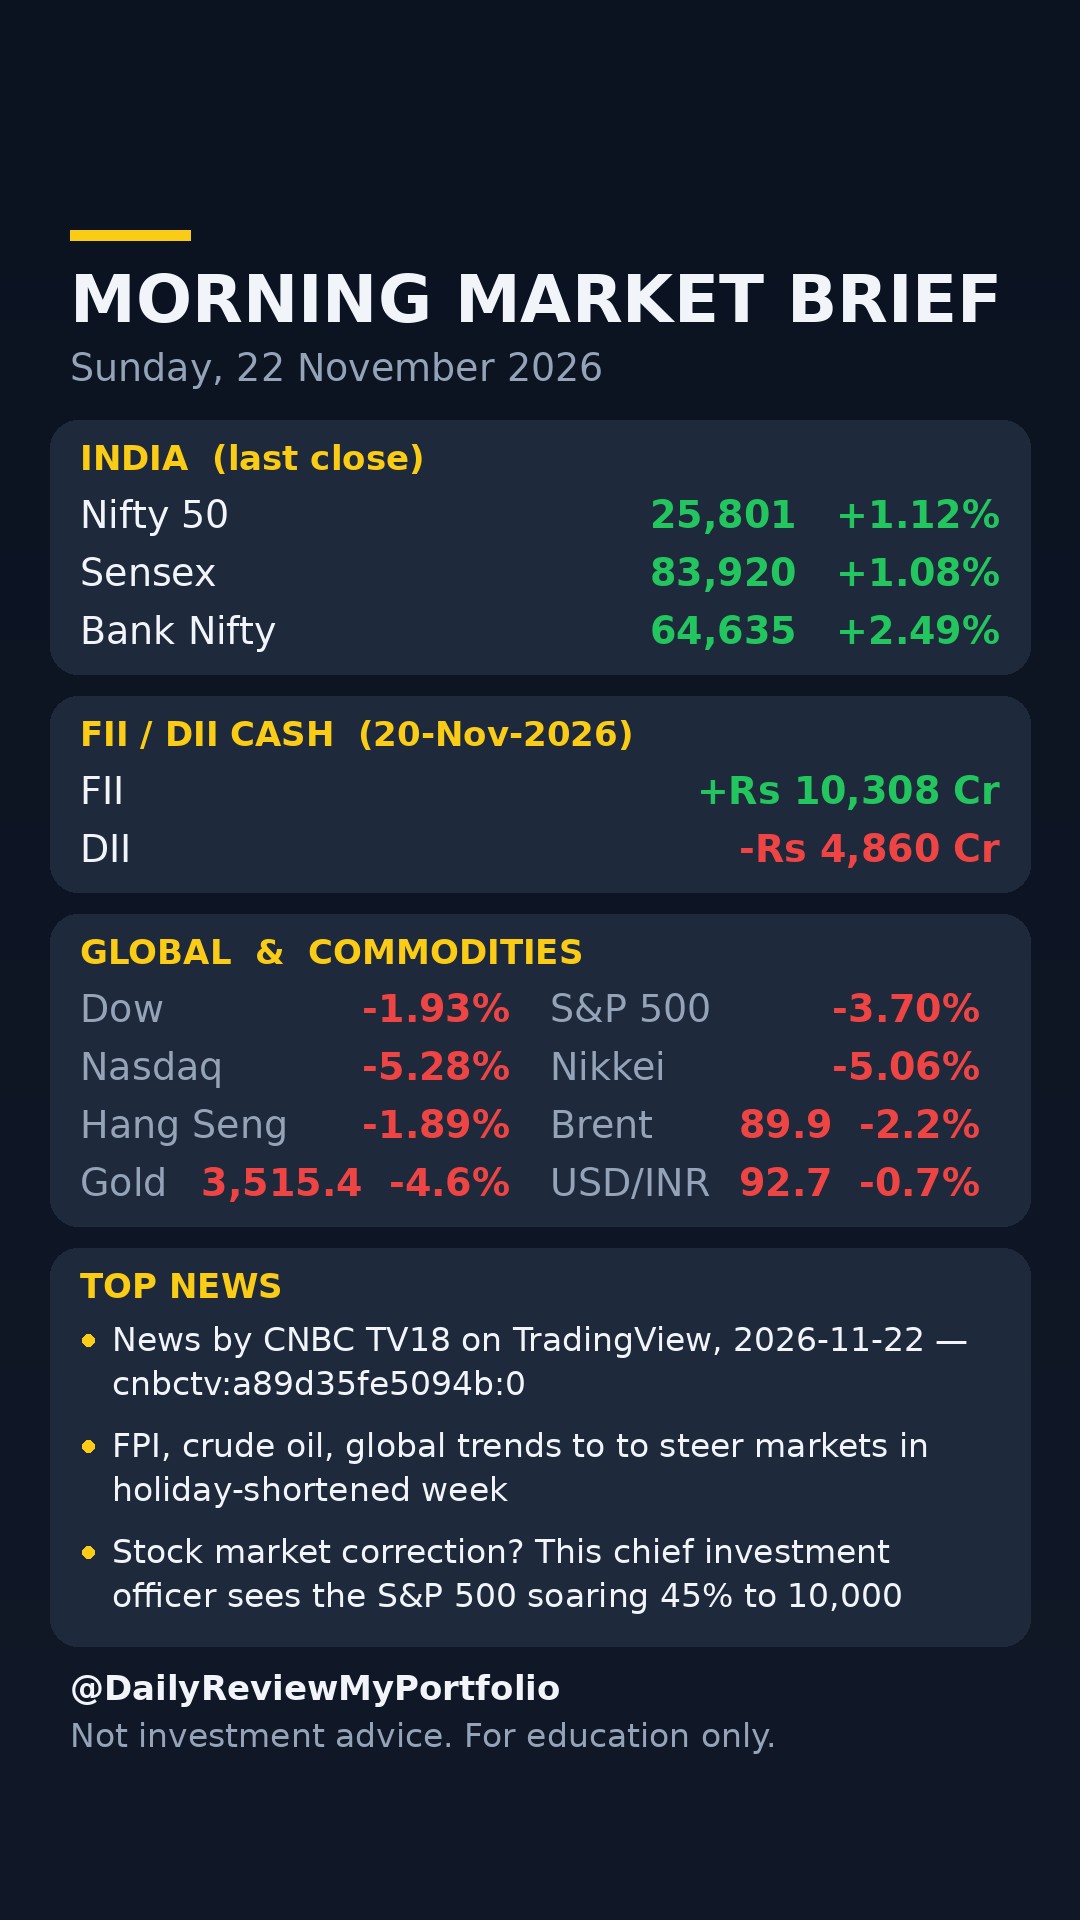 MORNING MARKET BRIEF
Sunday, 22 November 2026
INDIA (last close)
Nifty 50 25,801 +1.12%
Sensex 83,920 +1.08%
Bank Nifty 64,635 +2.49%
FII / DII CASH (20-Nov-2026)
FII +Rs 10,308 Cr
DII -Rs 4,860 Cr
GLOBAL & COMMODITIES
Dow -1.93% S&P 500 -3.70%
Nasdaq -5.28% Nikkei -5.06%
Hang Seng -1.89% Brent 89.9 -2.2%
Gold 3,515.4 -4.6% USD/INR 92.7 -0.7%
TOP NEWS
• News by CNBC TV18 on TradingView, 2026-11-22 —
cnbctv:a89d35fe5094b:0
• FPI, crude oil, global trends to to steer markets in
holiday-shortened week
• Stock market correction? This chief investment
officer sees the S&P 500 soaring 45% to 10,000
@DailyReviewMyPortfolio
Not investment advice. For education only.